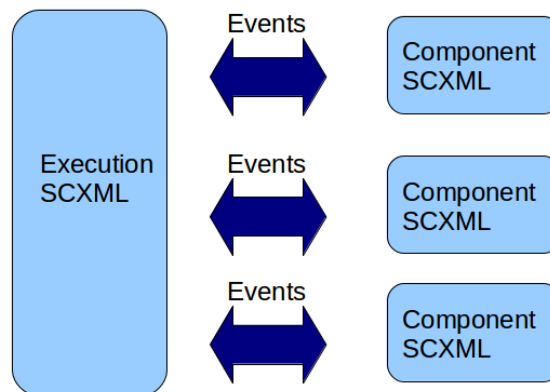 Events
Component
SCXML
Execution
SCXML
Events
Component
SCXML
Events
Component
SCXML